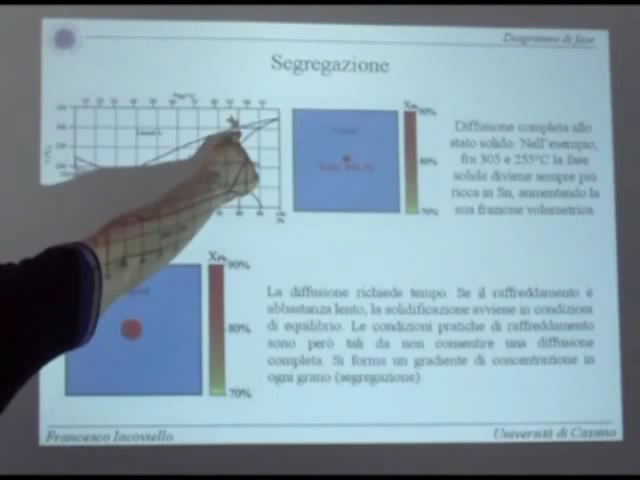 Diagrammi di fase
Segregazione
90%
80%
70%
Diffusione completa allo
stato solido. Nell'esempio,
fra 305 e 255°C la fase
solida diviene sempre più
ricca in Sn, aumentando la
sua frazione volumetrica.
90%
80%
70%
La diffusione richiede tempo. Se il raffreddamento è
abbastanza lento, la solidificazione avviene in condizioni
di equilibrio. Le condizioni pratiche di raffreddamento
sono però tali da non consentire una diffusione
completa. Si forma un gradiente di concentrazione in
ogni grano (segregazione).
Francesco Iacoviello
Università di Cassino